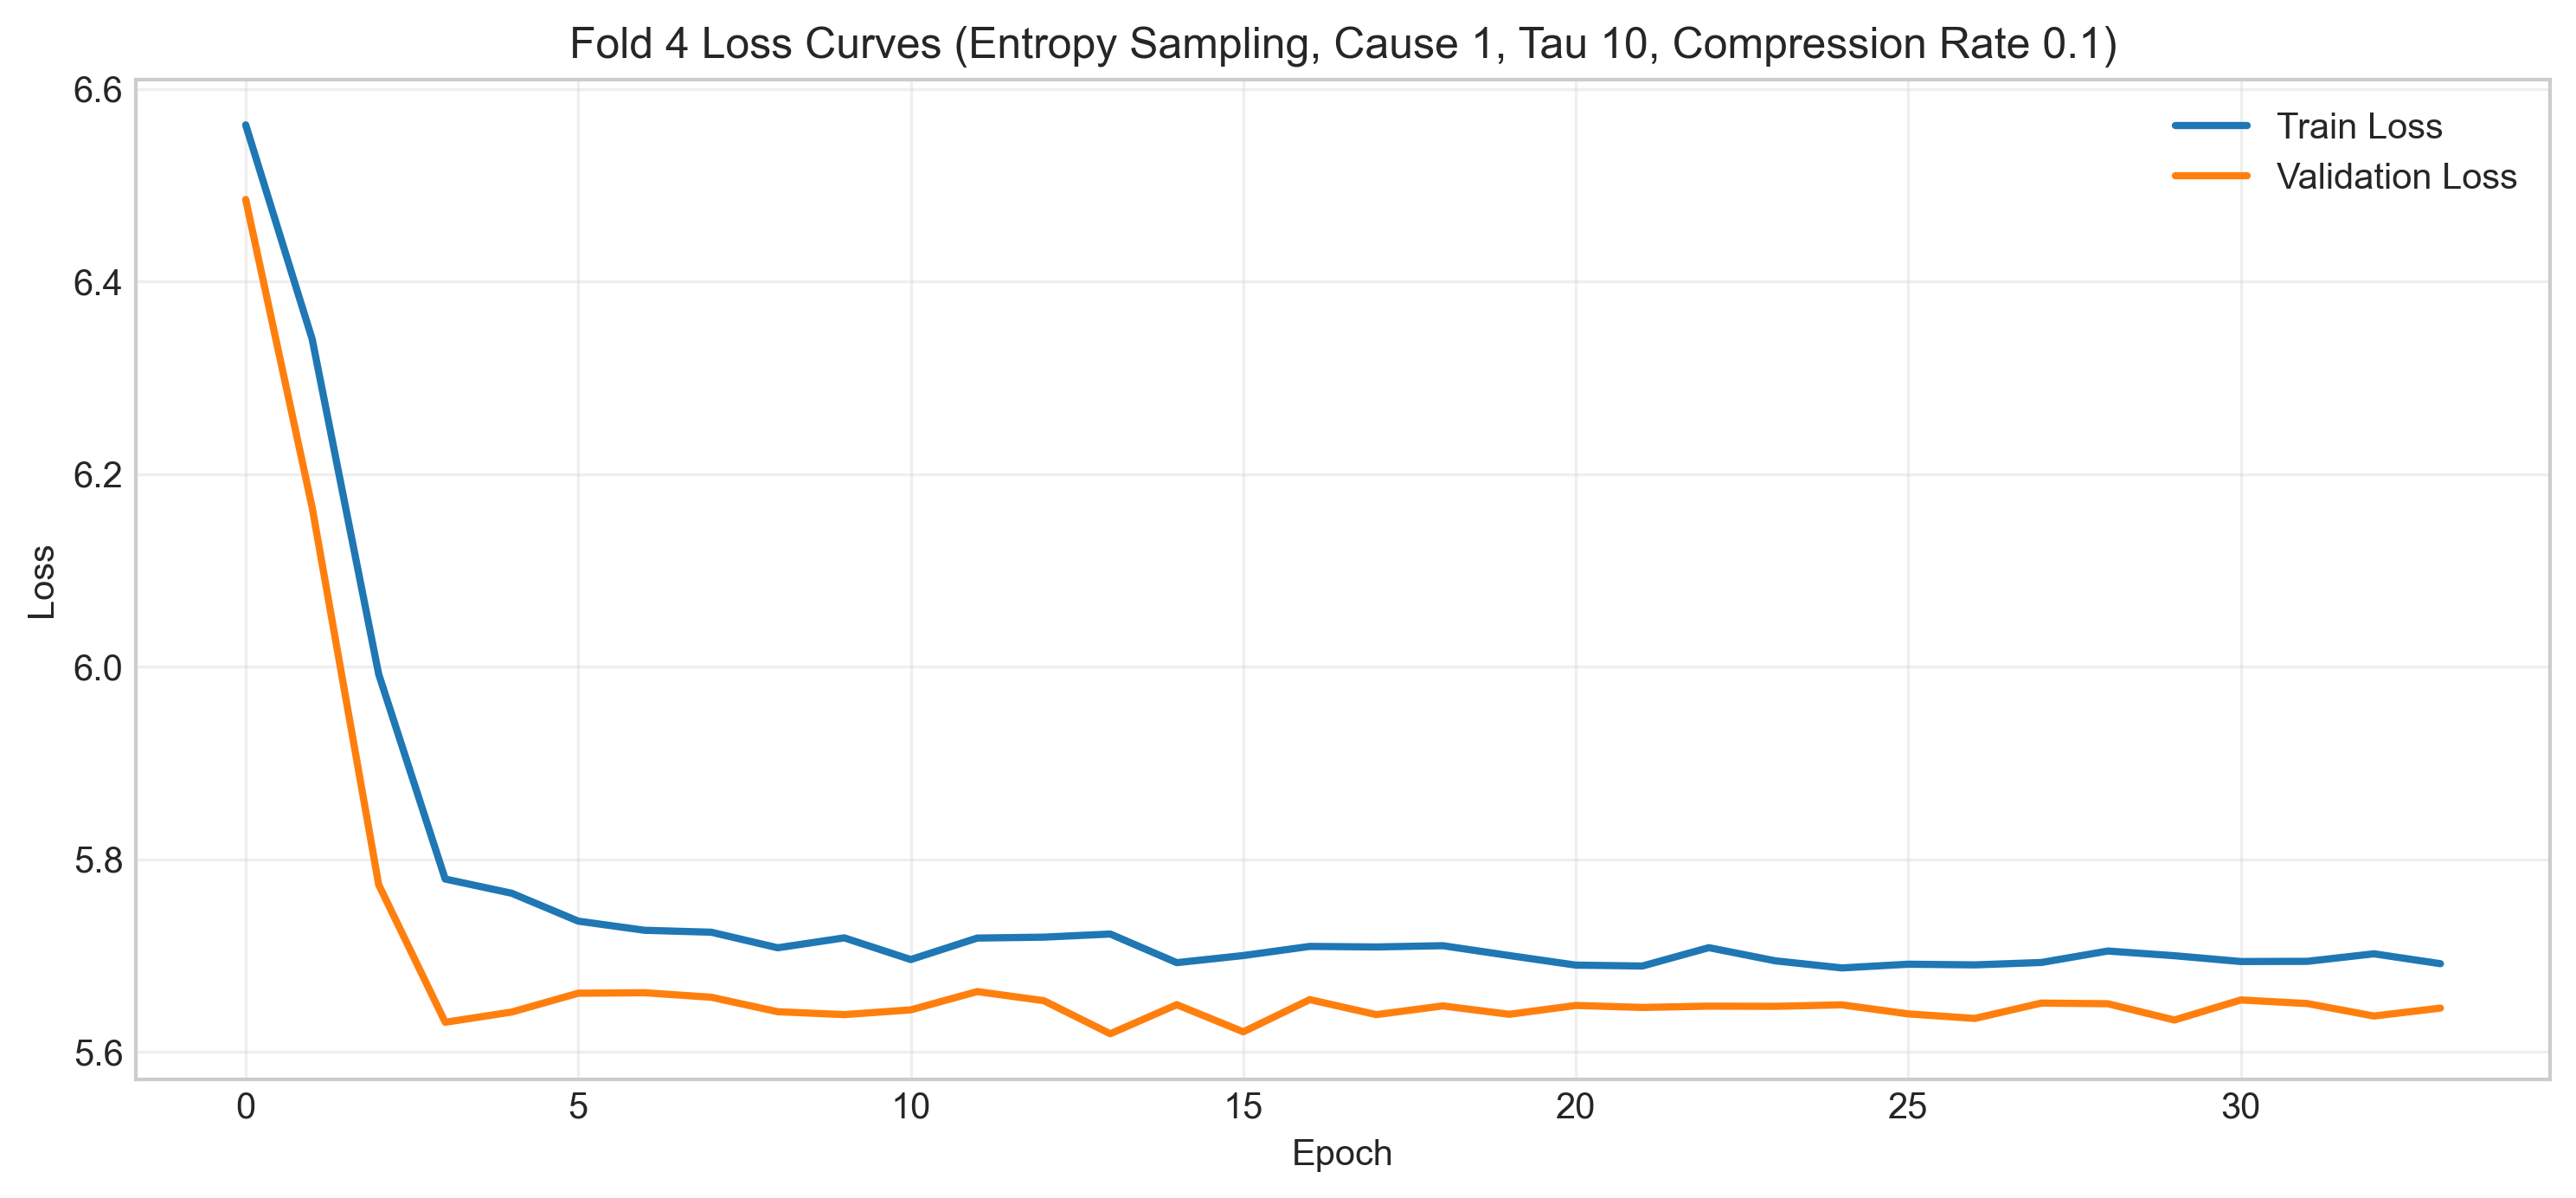 Fold 4 Loss Curves (Entropy Sampling, Cause 1, Tau 10, Compression Rate 0.1)
Train Loss
Validation Loss
Loss
6.6
6.4
6.2
6.0
5.8
5.6
0 5 10 15 20 25 30
Epoch